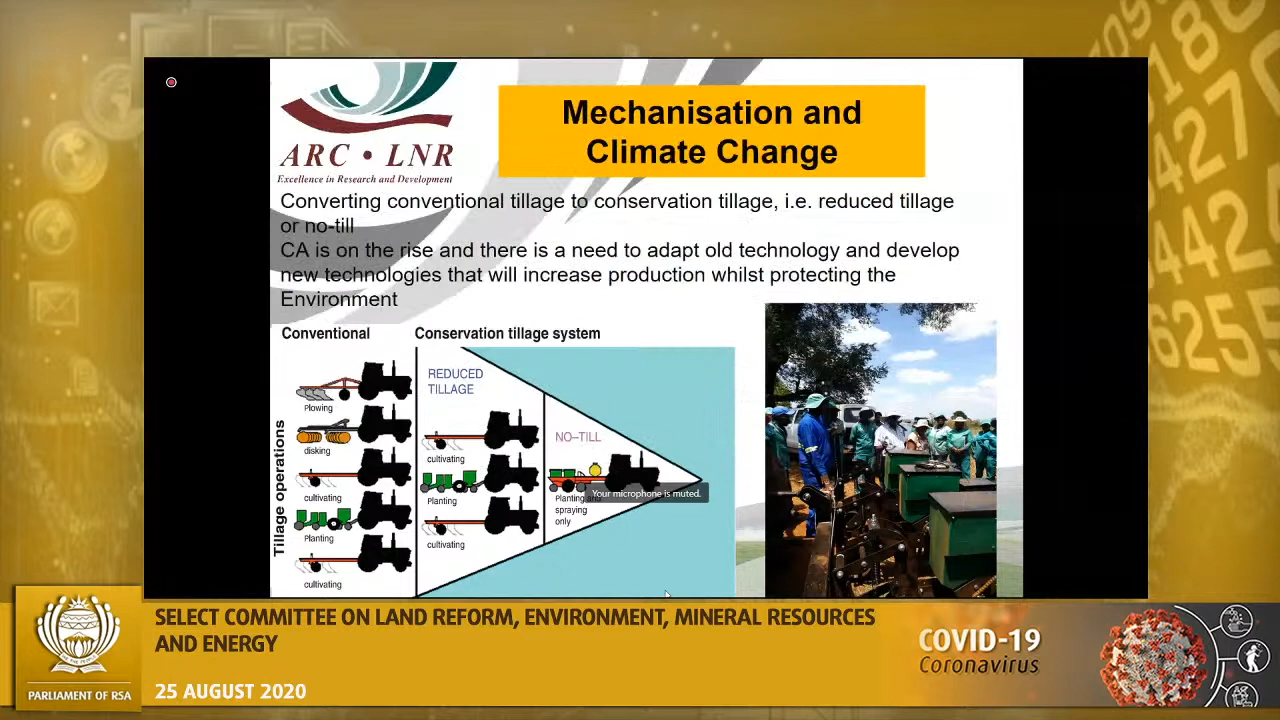 ARC • LNR
Excellence in Research and Development
Mechanisation and
Climate Change
Converting conventional tillage to conservation tillage, i.e. reduced tillage
or no-till
CA is on the rise and there is a need to adapt old technology and develop
new technologies that will increase production whilst protecting the
Environment
Conventional
Conservation tillage system
Tillage operations
Plowing
disking
cultivating
Planting
cultivating
REDUCED
TILLAGE
cultivating
Planting
cultivating
NO-TILL
Planting
spraying
only
Your microphone is muted.
SELECT COMMITTEE ON LAND REFORM, ENVIRONMENT, MINERAL RESOURCES
AND ENERGY
25 AUGUST 2020
PARLIAMENT OF RSA
COVID-19
Coronavirus